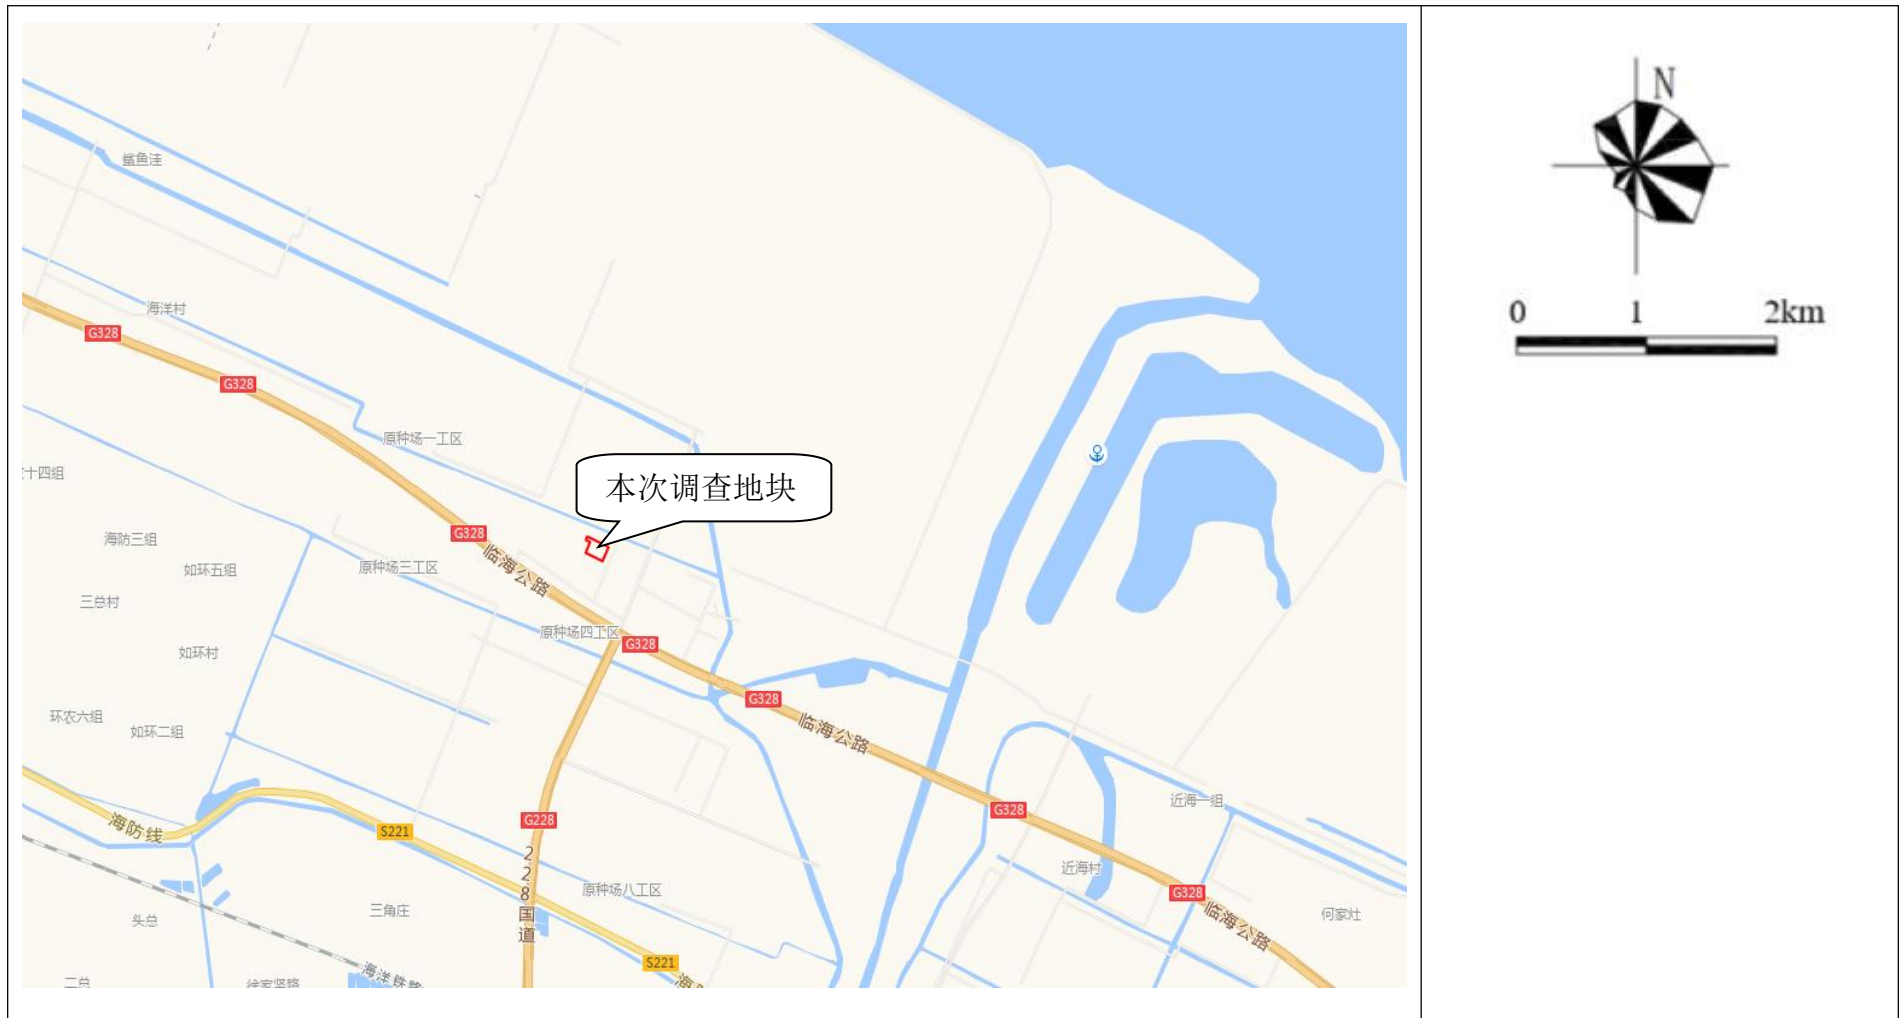 N
0 1 2km
鲨鱼洼
海洋村
G328
G328
原种场一工区
十四组
本次调查地块
G328
临海公路
海防三组
如环五组
原种场三工区
三总村
原种场四工区
G328
如环村
G328
临海公路
环农六组
如环二组
近海一组
G328
海防线
S221
G228
228国道
近海村
原种场八工区
G328
临海公路
何家灶
三角庄
头总
S221
海洋铁路